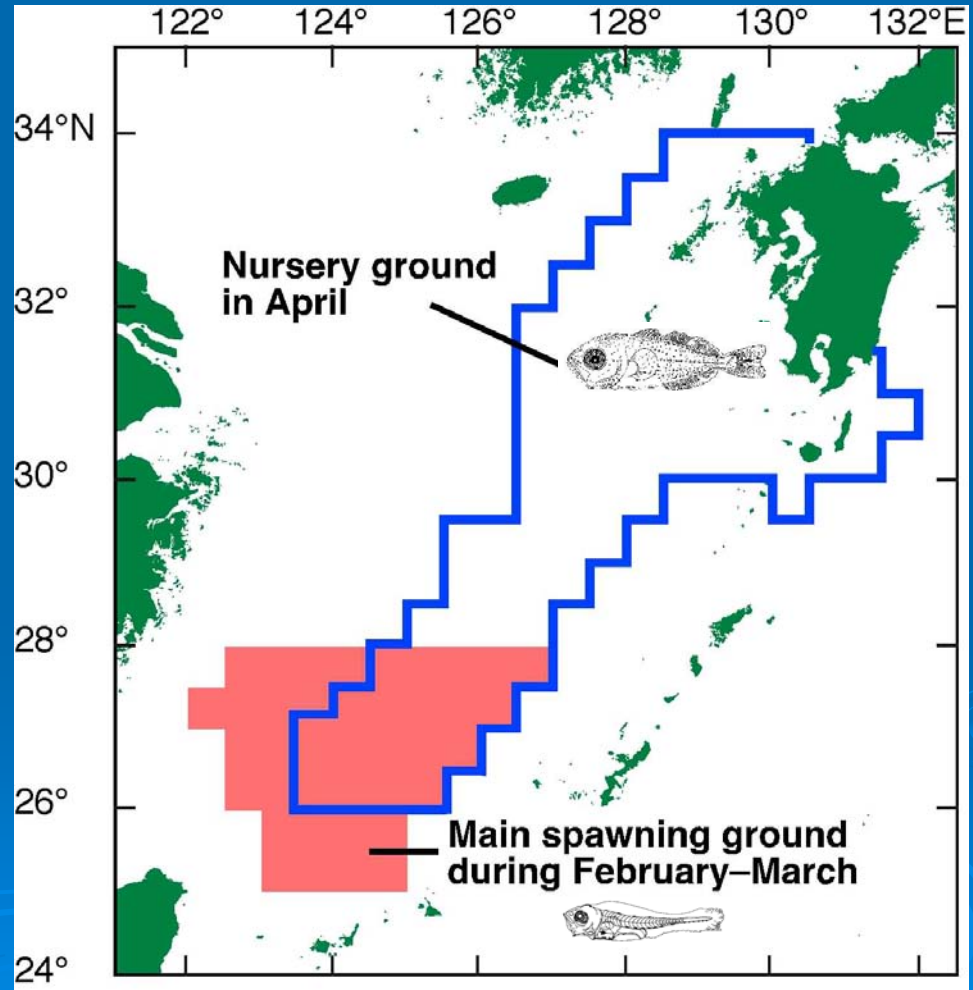 122° 124° 126° 128° 130° 132°E
34°N
Nursery ground
in April
32°
30°
28°
26°
Main spawning ground
during February–March
24°